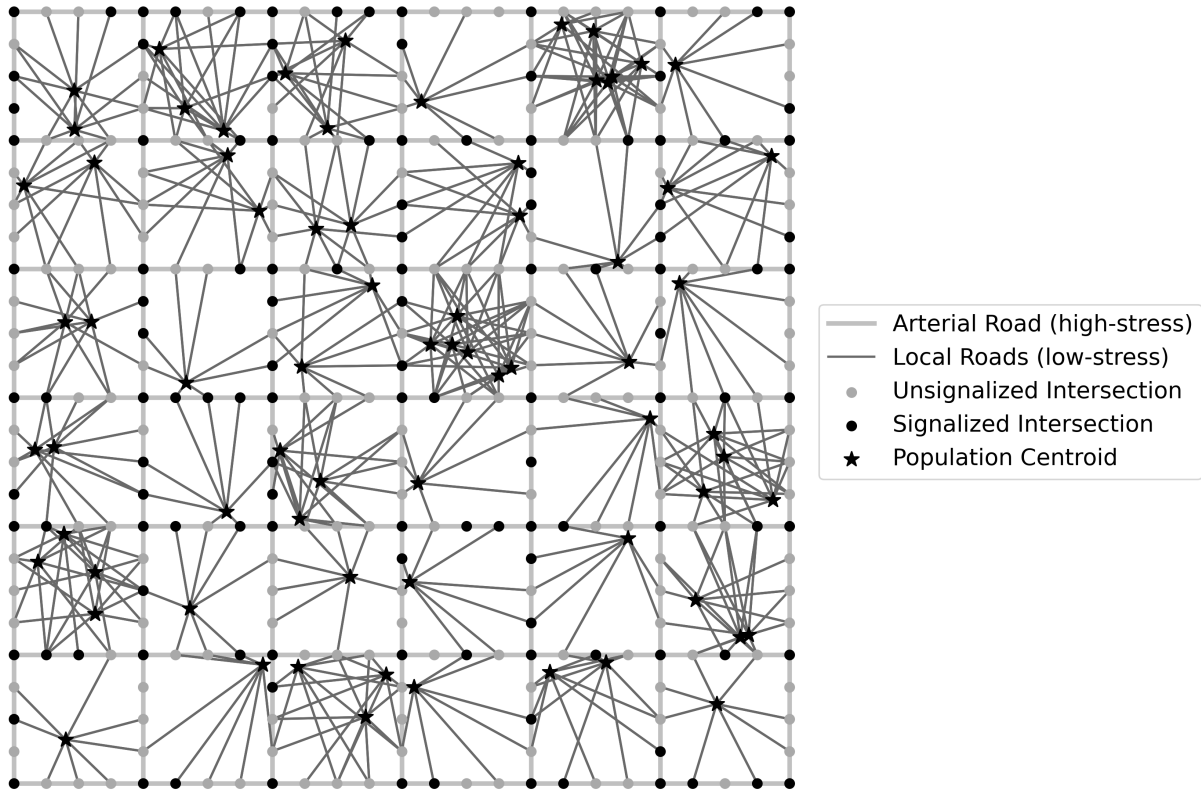 Arterial Road (high-stress)
Local Roads (low-stress)
Unsignalized Intersection
Signalized Intersection
Population Centroid